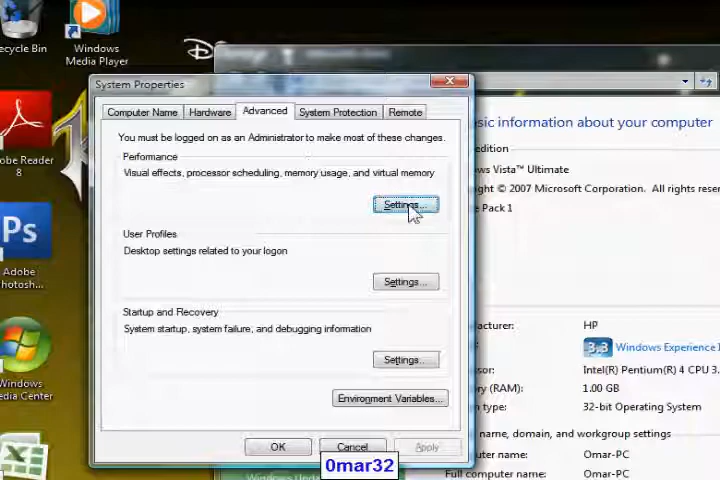 ecycle Bin
Windows
Media Player
System Properties
Computer Name
Hardware
Advanced
System Protection
Remote
You must be logged on as an Administrator to make most of these changes.
Performance
Visual effects, processor scheduling, memory usage, and virtual memory
Settings...
User Profiles
Desktop settings related to your logon
Settings...
Startup and Recovery
System startup, system failure, and debugging information
Settings...
Environment Variables...
OK
Cancel
Apply
0mar32
dobe Reader
8
Ps
Adobe
Photosh...
Windows
edia Center
sic information about your computer
edition
ws Vista™ Ultimate
ght © 2007 Microsoft Corporation. All rights
e Pack 1
facturer:
HP
3.3
Windows Experience I
sor:
Intel(R) Pentium(R) 4 CPU 3.
ry (RAM):
1.00 GB
n type:
32-bit Operating System
name, domain, and workgroup settings
uter name:
Omar-PC
Full computer name:
Omar-PC
Windows Upda